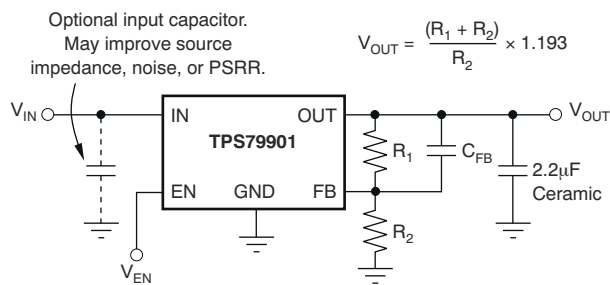 Optional input capacitor.
May improve source
impedance, noise, or PSRR.
V_OUT = (R_1 + R_2) / R_2 × 1.193
V_IN
IN
OUT
V_OUT
TPS79901
R_1
C_FB
2.2µF
Ceramic
EN
GND
FB
R_2
V_EN